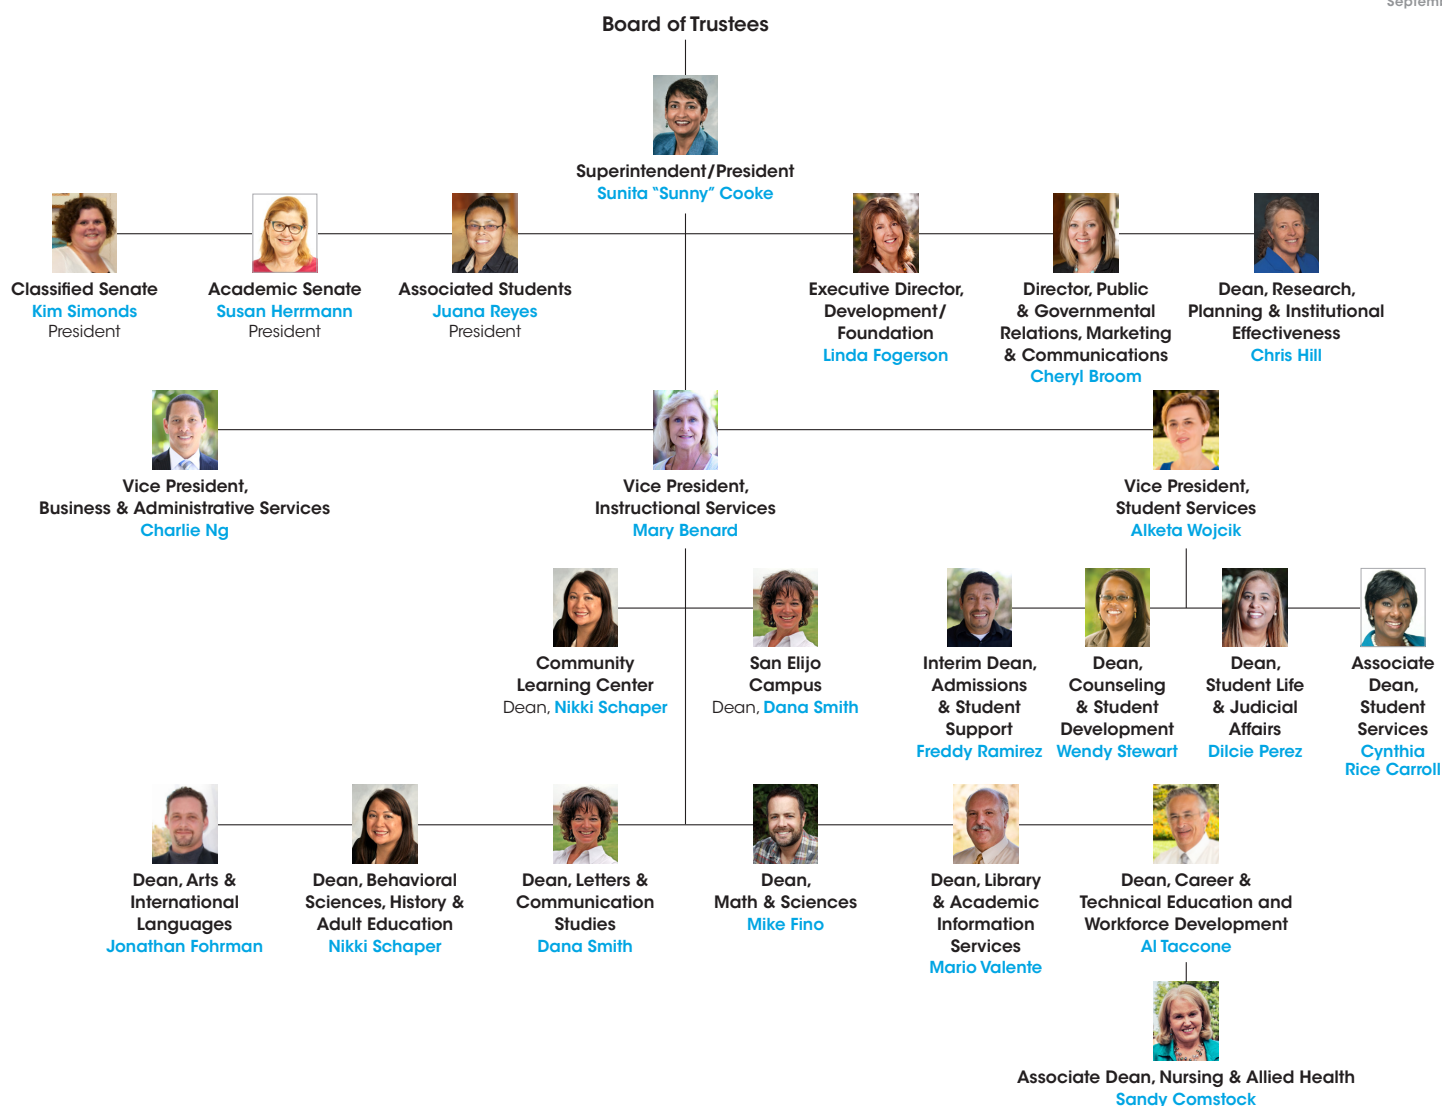 Septemb
Board of Trustees
Superintendent/President
Sunita “Sunny” Cooke
Classified Senate
Kim Simonds
President
Academic Senate
Susan Herrmann
President
Associated Students
Juana Reyes
President
Executive Director,
Development/
Foundation
Linda Fogerson
Director, Public
& Governmental
Relations, Marketing
& Communications
Cheryl Broom
Dean, Research,
Planning & Institutional
Effectiveness
Chris Hill
Vice President,
Business & Administrative Services
Charlie Ng
Vice President,
Instructional Services
Mary Benard
Vice President,
Student Services
Alketa Wojcik
Community
Learning Center
Dean, Nikki Schaper
San Elijo
Campus
Dean, Dana Smith
Interim Dean,
Admissions
& Student
Support
Freddy Ramirez
Dean,
Counseling
& Student
Development
Wendy Stewart
Dean,
Student Life
& Judicial
Affairs
Dilcie Perez
Associate
Dean,
Student
Services
Cynthia
Rice Carroll
Dean, Arts &
International
Languages
Jonathan Fohrman
Dean, Behavioral
Sciences, History &
Adult Education
Nikki Schaper
Dean, Letters &
Communication
Studies
Dana Smith
Dean,
Math & Sciences
Mike Fino
Dean, Library
& Academic
Information
Services
Mario Valente
Dean, Career &
Technical Education and
Workforce Development
Al Taccone
Associate Dean, Nursing & Allied Health
Sandy Comstock